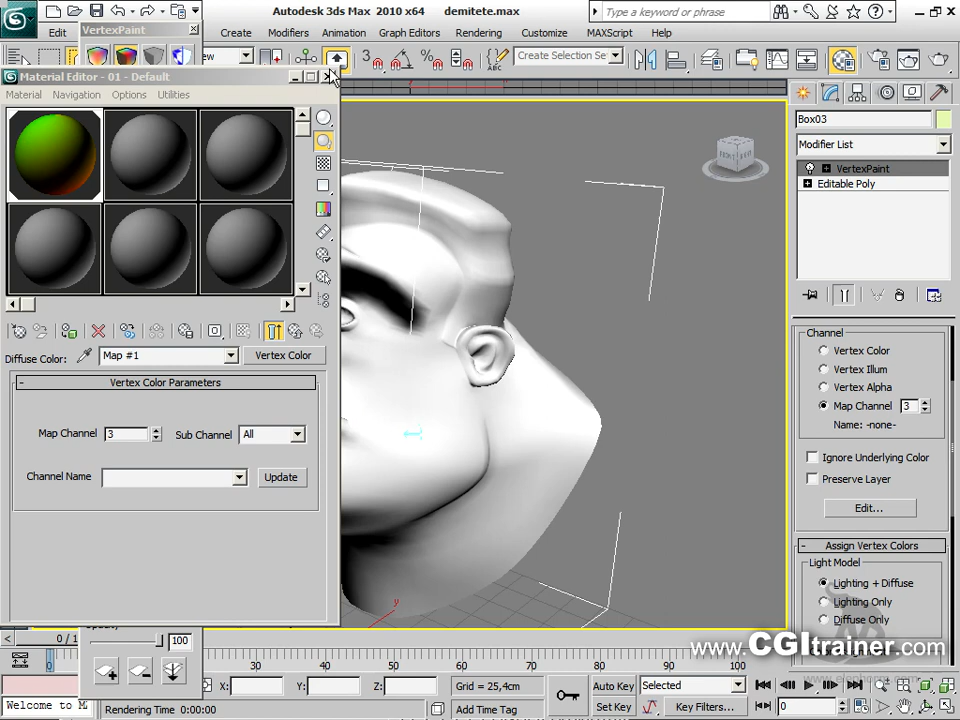 Autodesk 3ds Max 2010 x64 demitete.max
Type a keyword or phrase
Edit
VertexPaint
Create
Modifiers
Animation
Graph Editors
Rendering
Customize
MAXScript
Help
Create Selection Se
Material Editor - 01 - Default
Material
Navigation
Options
Utilities
Diffuse Color:
Map #1
Vertex Color
Vertex Color Parameters
Map Channel
3
Sub Channel
All
Channel Name
Update
y
Box03
Modifier List
VertexPaint
Editable Poly
Channel
Vertex Color
Vertex Illum
Vertex Alpha
Map Channel
3
Name: -none-
Ignore Underlying Color
Preserve Layer
Edit...
Assign Vertex Colors
Light Model
Lighting + Diffuse
Lighting Only
Diffuse Only
www.CGItrainer.com
100
0 / 1
0
30
40
50
60
70
80
90
100
X:
Y:
Z:
Grid = 25,4cm
Add Time Tag
Auto Key
Selected
Set Key
Key Filters...
0
Welcome to M
Rendering Time 0:00:00